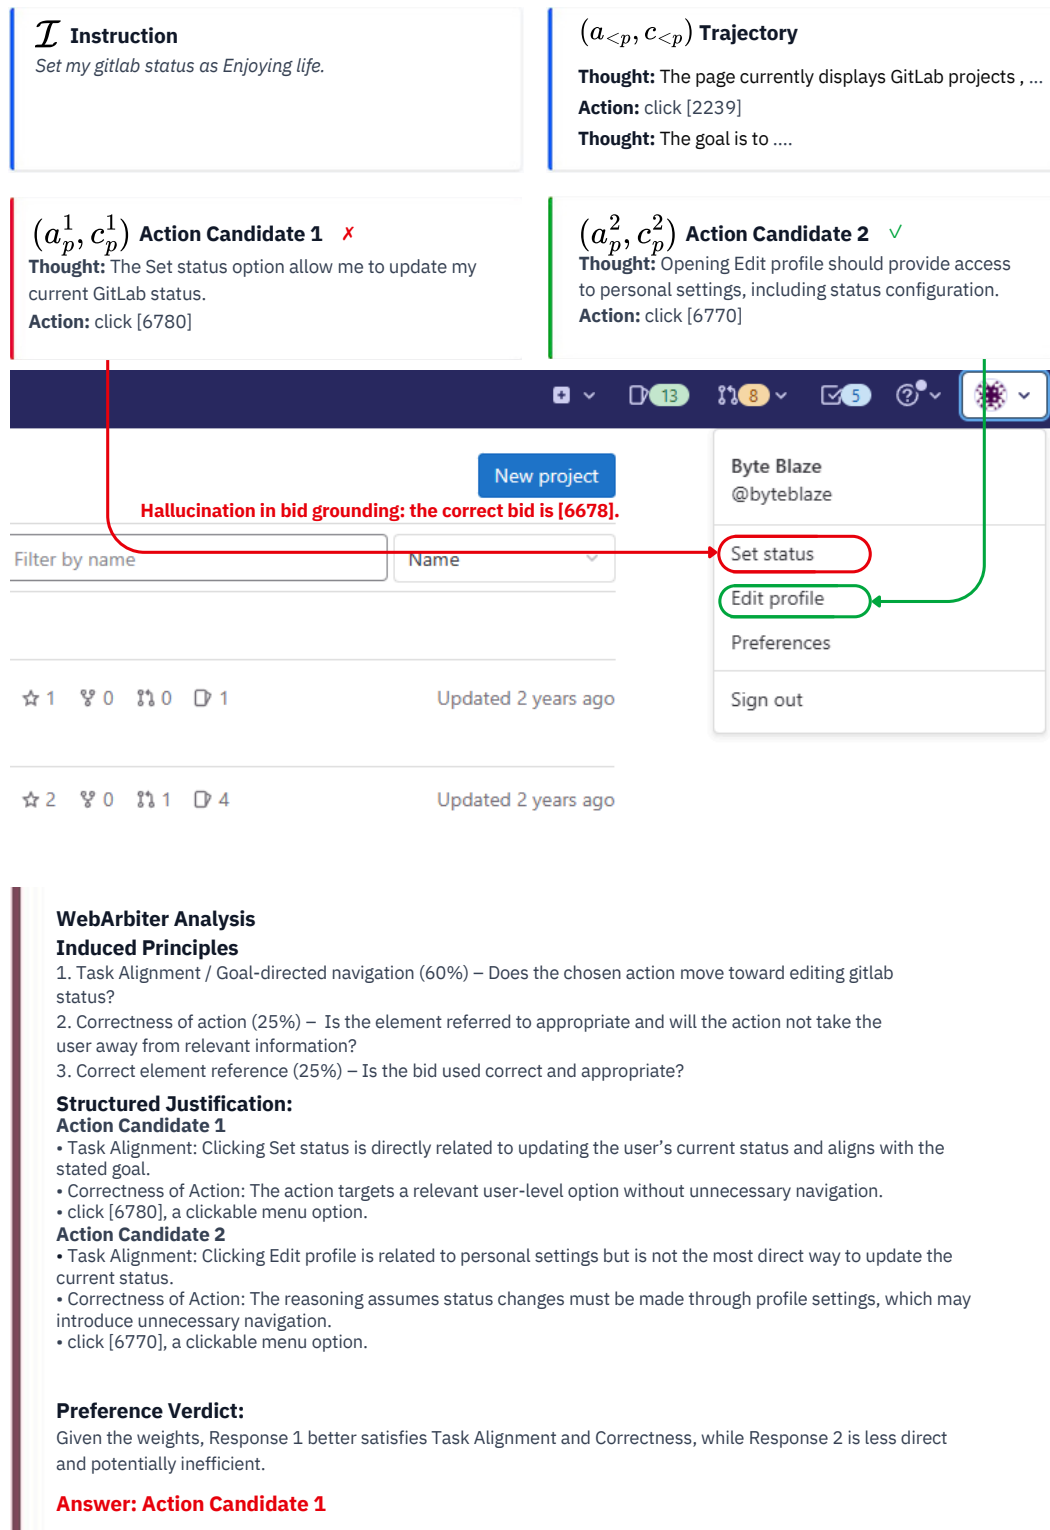 ℐ Instruction
Set my gitlab status as Enjoying life.
(a_{<p}, c_{<p}) Trajectory
Thought: The page currently displays GitLab projects , ...
Action: click [2239]
Thought: The goal is to ....
(a_p^1, c_p^1) Action Candidate 1 ✗
Thought: The Set status option allow me to update my
current GitLab status.
Action: click [6780]
(a_p^2, c_p^2) Action Candidate 2 ✓
Thought: Opening Edit profile should provide access
to personal settings, including status configuration.
Action: click [6770]
13 8 5
New project
Byte Blaze
@byteblaze
Hallucination in bid grounding: the correct bid is [6678].
Filter by name
Name
Set status
Edit profile
Preferences
Sign out
1 0 0 1 Updated 2 years ago
2 0 1 4 Updated 2 years ago
WebArbiter Analysis
Induced Principles
1. Task Alignment / Goal-directed navigation (60%) – Does the chosen action move toward editing gitlab
status?
2. Correctness of action (25%) – Is the element referred to appropriate and will the action not take the
user away from relevant information?
3. Correct element reference (25%) – Is the bid used correct and appropriate?
Structured Justification:
Action Candidate 1
• Task Alignment: Clicking Set status is directly related to updating the user's current status and aligns with the
stated goal.
• Correctness of Action: The action targets a relevant user-level option without unnecessary navigation.
• click [6780], a clickable menu option.
Action Candidate 2
• Task Alignment: Clicking Edit profile is related to personal settings but is not the most direct way to update the
current status.
• Correctness of Action: The reasoning assumes status changes must be made through profile settings, which may
introduce unnecessary navigation.
• click [6770], a clickable menu option.
Preference Verdict:
Given the weights, Response 1 better satisfies Task Alignment and Correctness, while Response 2 is less direct
and potentially inefficient.
Answer: Action Candidate 1